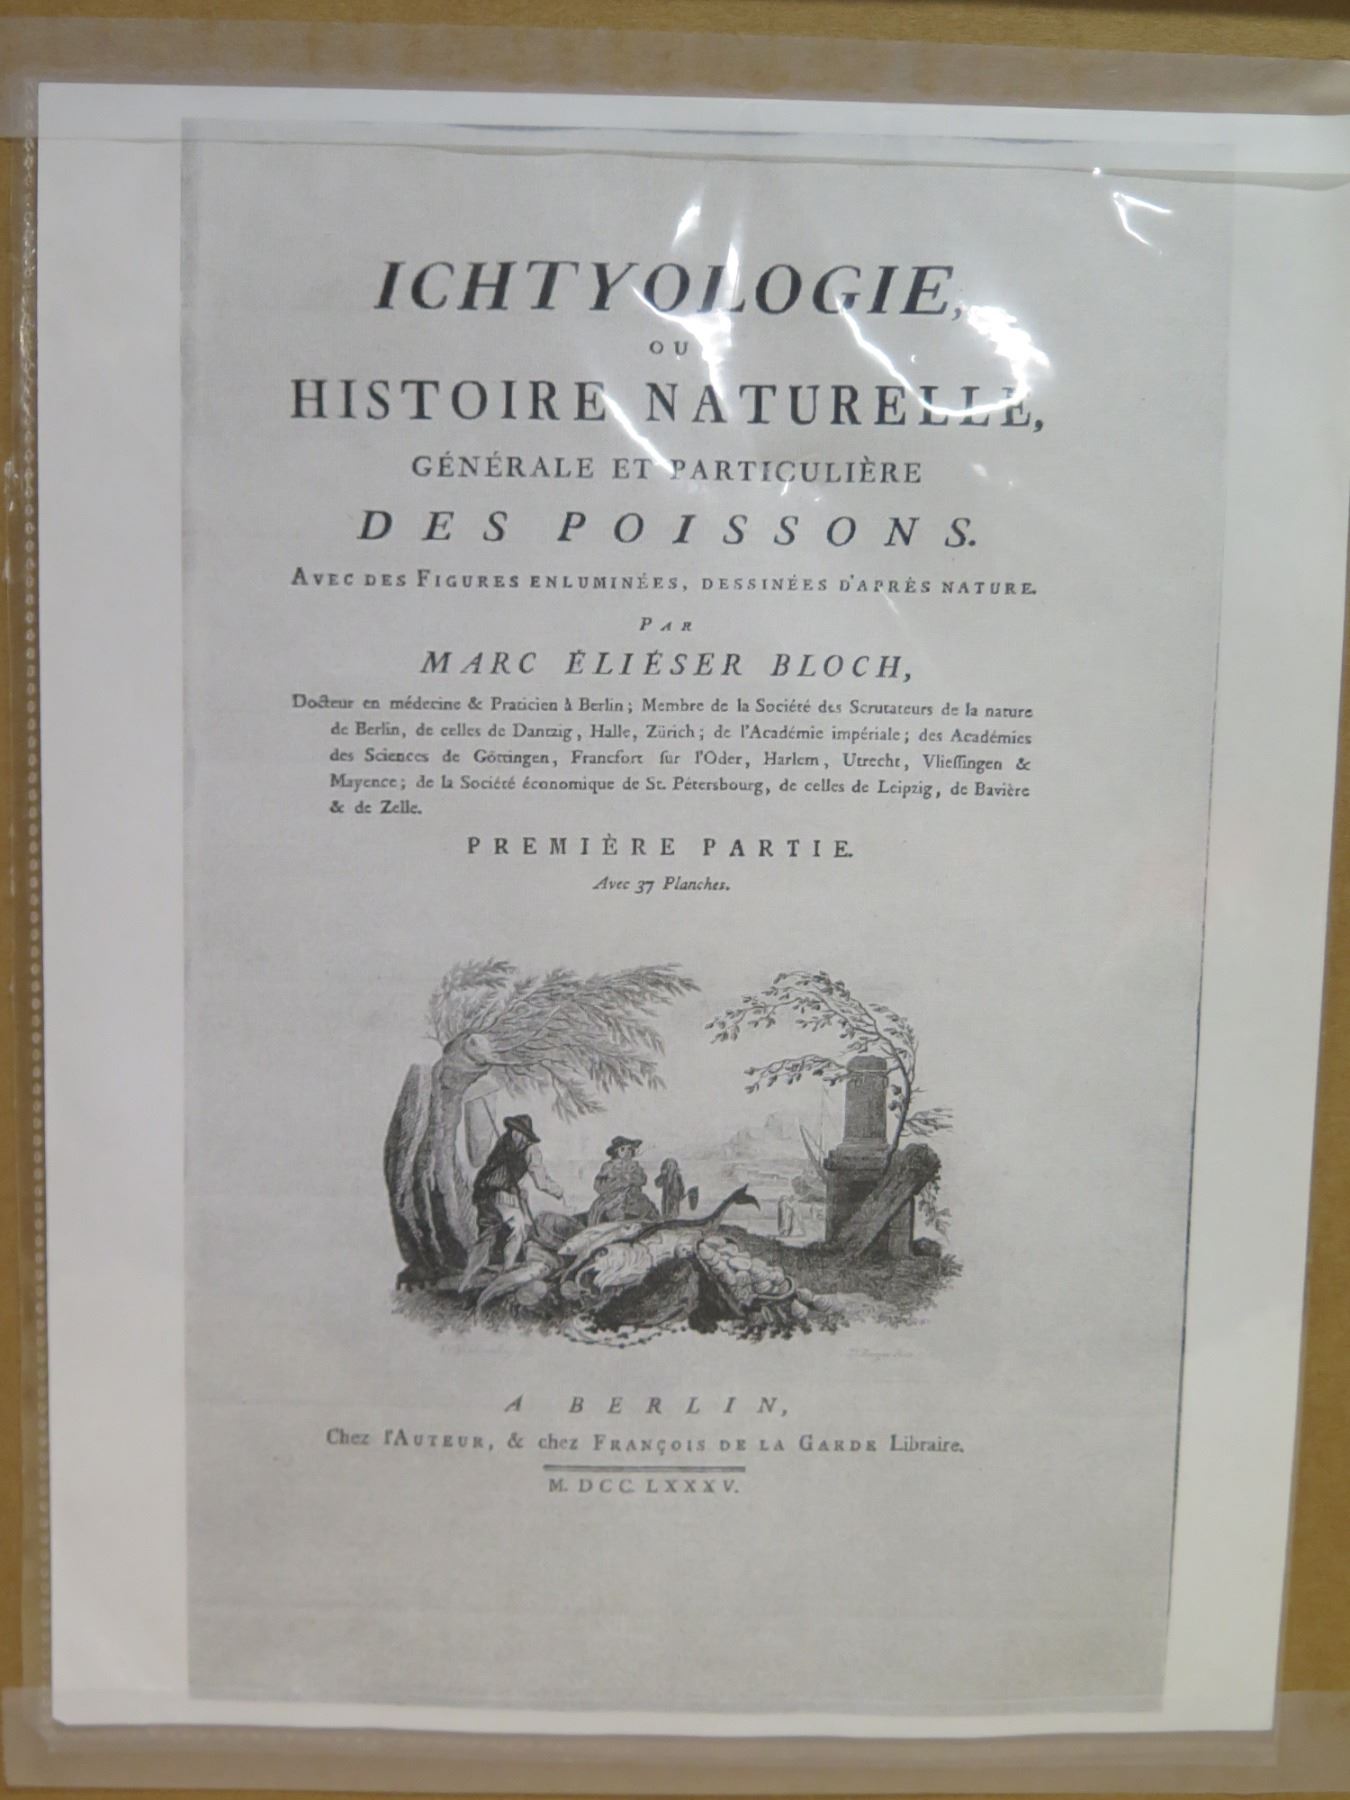 ICHTYOLOGIE,
OU
HISTOIRE NATURELLE,
GÉNÉRALE ET PARTICULIÈRE
DES POISSONS.
AVEC DES FIGURES ENLUMINÉES, DESSINÉES D'APRÉS NATURE.
PAR
MARC ÉLIÉSER BLOCH,
Docteur en médecine & Praticien à Berlin; Membre de la Société des Scrutateurs de la nature
de Berlin, de celles de Dantzig, Halle, Zürich; de l'Académie impériale; des Académies
des Sciences de Göttingen, Francfort sur l'Oder, Harlem, Utrecht, Vliessingen &
Mayence; de la Société économique de St. Pétersbourg, de celles de Leipzig, de Bavière
& de Zelle.
PREMIÈRE PARTIE.
Avec 37 Planches.
A BERLIN,
Chez l'AUTEUR, & chez FRANÇOIS DE LA GARDE Libraire.
M. DCC. LXXXV.